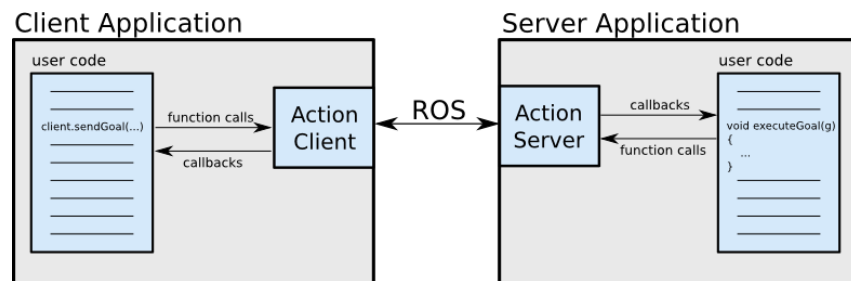 Client Application
user code
client.sendGoal(...)
function calls
callbacks
Action
Client
ROS
Server Application
Action
Server
callbacks
function calls
user code
void executeGoal(g)
{
...
}